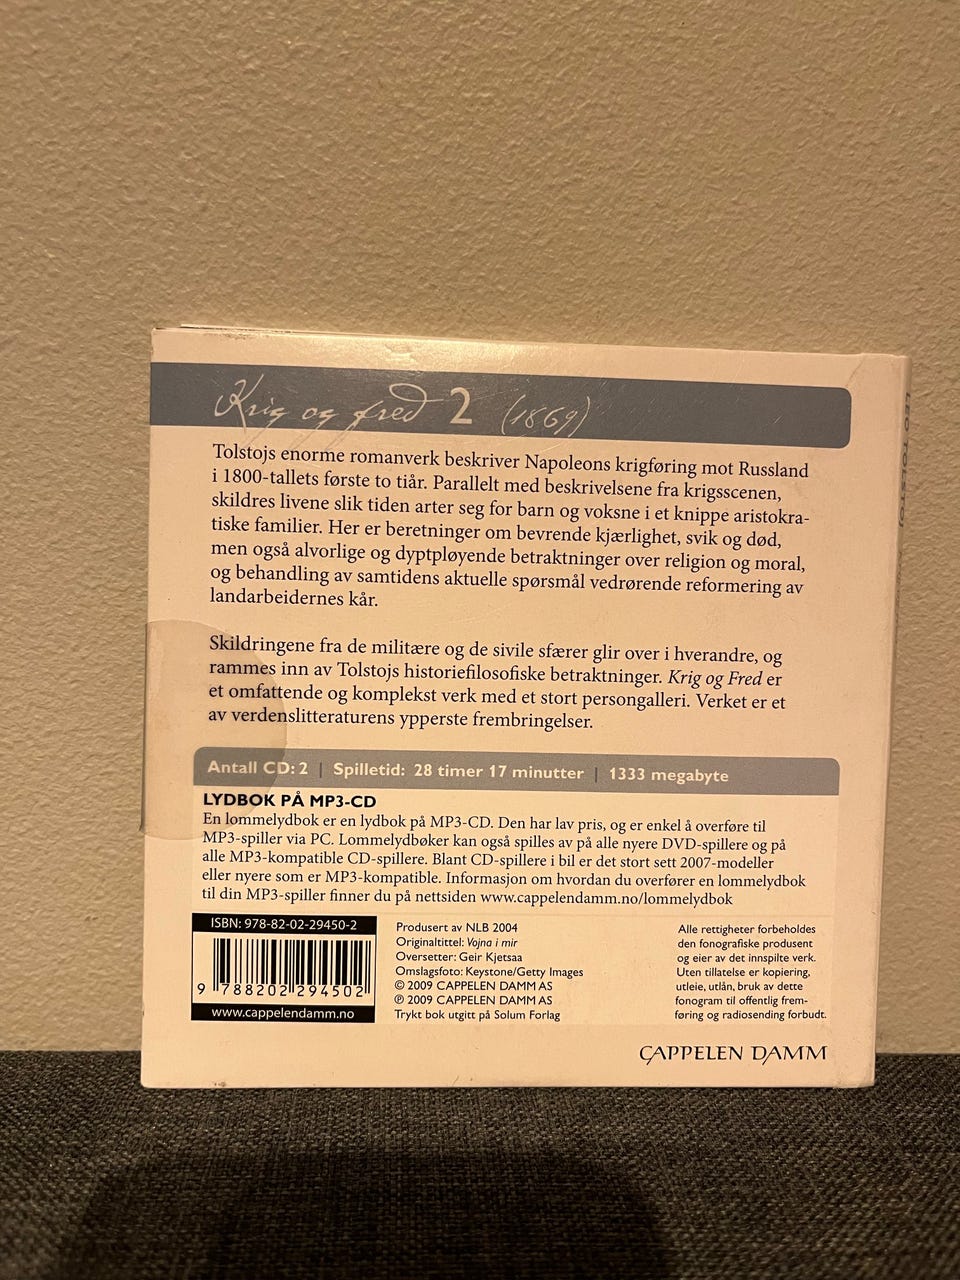 Krig og fred 2 (1869)
Tolstojs enorme romanverk beskriver Napoleons krigføring mot Russland
i 1800-tallets første to tiår. Parallelt med beskrivelsene fra krigsscenen,
skildres livene slik tiden arter seg for barn og voksne i et knippe aristokra-
tiske familier. Her er beretninger om bevrende kjærlighet, svik og død,
men også alvorlige og dyptpløyende betraktninger over religion og moral,
og behandling av samtidens aktuelle spørsmål vedrørende reformering av
landarbeidernes kår.
Skildringene fra de militære og de sivile sfærer glir over i hverandre, og
rammes inn av Tolstojs historiefilosofiske betraktninger. Krig og Fred er
et omfattende og komplekst verk med et stort persongalleri. Verket er et
av verdenslitteraturens ypperste frembringelser.
Antall CD: 2 | Spilletid: 28 timer 17 minutter | 1333 megabyte
LYDBOK PÅ MP3-CD
En lommelydbok er en lydbok på MP3-CD. Den har lav pris, og er enkel å overføre til
MP3-spiller via PC. Lommelydbøker kan også spilles av på alle nyere DVD-spillere og på
alle MP3-kompatible CD-spillere. Blant CD-spillere i bil er det stort sett 2007-modeller
eller nyere som er MP3-kompatible. Informasjon om hvordan du overfører en lommelydbok
til din MP3-spiller finner du på nettsiden www.cappelendamm.no/lommelydbok
ISBN: 978-82-02-29450-2
9 788202 294502
www.cappelendamm.no
Produsert av NLB 2004
Originaltittel: Vojna i mir
Oversetter: Geir Kjetsaa
Omslagsfoto: Keystone/Getty Images
© 2009 CAPPELEN DAMM AS
℗ 2009 CAPPELEN DAMM AS
Trykt bok utgitt på Solum Forlag
Alle rettigheter forbeholdes
den fonografiske produsent
og eier av det innspilte verk.
Uten tillatelse er kopiering,
utleie, utlån, bruk av dette
fonogram til offentlig frem-
føring og radiosending forbudt.
CAPPELEN DAMM
LEO TOLSTOJ